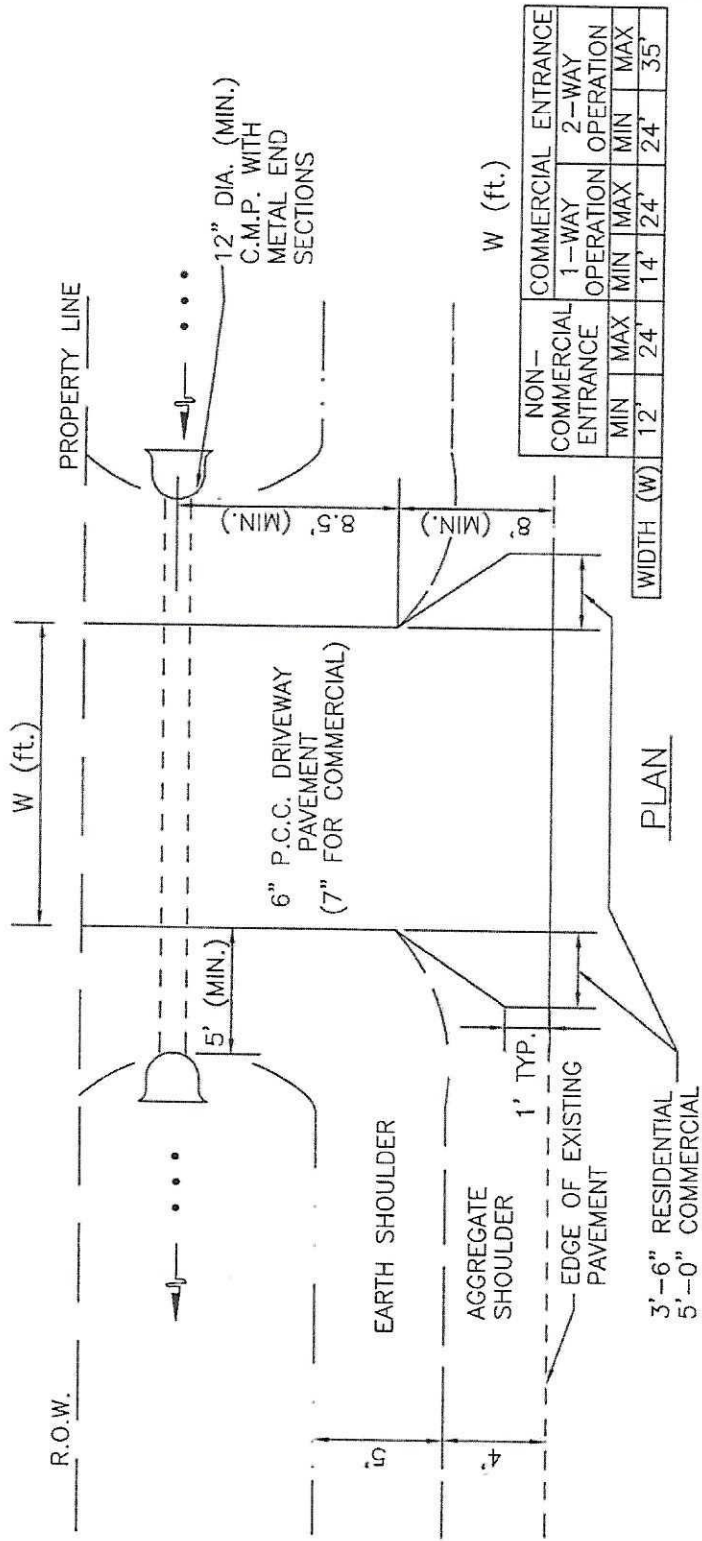 PROPERTY LINE
R.O.W.
W (ft.)
12" DIA. (MIN.)
C.M.P. WITH
METAL END
SECTIONS
5' (MIN.)
8.5' (MIN.)
8' (MIN.)
6" P.C.C. DRIVEWAY
PAVEMENT
(7" FOR COMMERCIAL)
EARTH SHOULDER
5'
AGGREGATE
SHOULDER
4'
1' TYP.
EDGE OF EXISTING
PAVEMENT
3'-6" RESIDENTIAL
5'-0" COMMERCIAL
PLAN
W (ft.)
NON-
COMMERCIAL
ENTRANCE
COMMERCIAL ENTRANCE
1-WAY
OPERATION
2-WAY
OPERATION
MIN MAX MIN MAX MIN MAX
WIDTH (W) 12' 24' 14' 24' 24' 35'